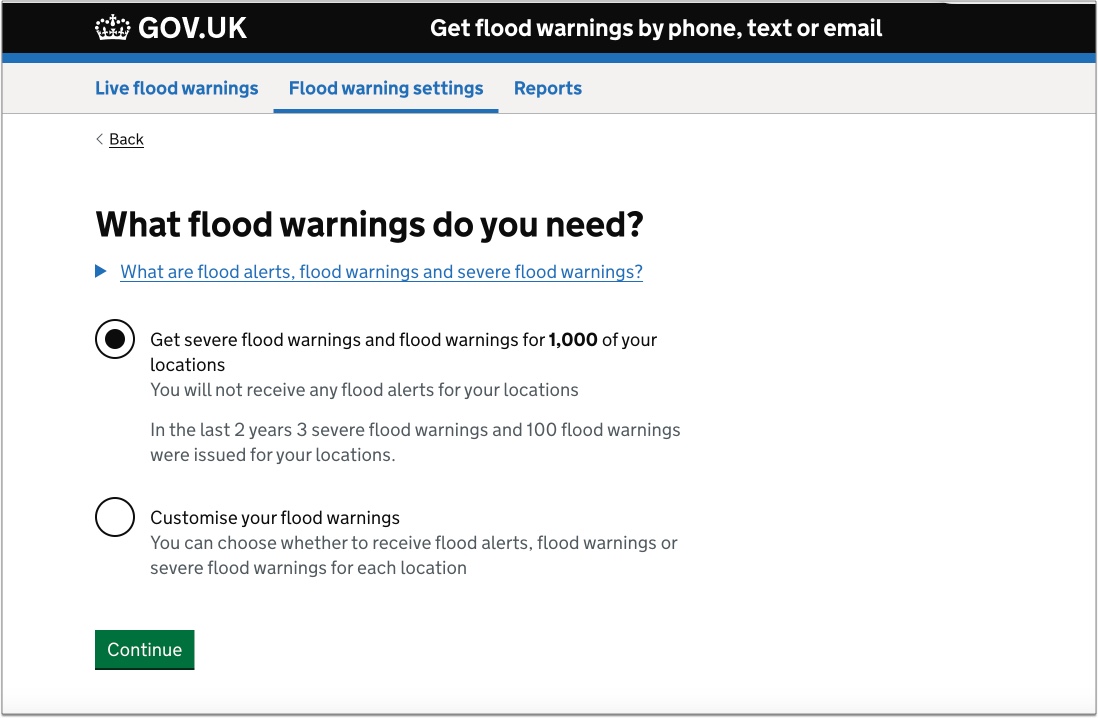 GOV.UK
Get flood warnings by phone, text or email
Live flood warnings
Flood warning settings
Reports
Back
What flood warnings do you need?
What are flood alerts, flood warnings and severe flood warnings?
Get severe flood warnings and flood warnings for 1,000 of your
locations
You will not receive any flood alerts for your locations
In the last 2 years 3 severe flood warnings and 100 flood warnings
were issued for your locations.
Customise your flood warnings
You can choose whether to receive flood alerts, flood warnings or
severe flood warnings for each location
Continue